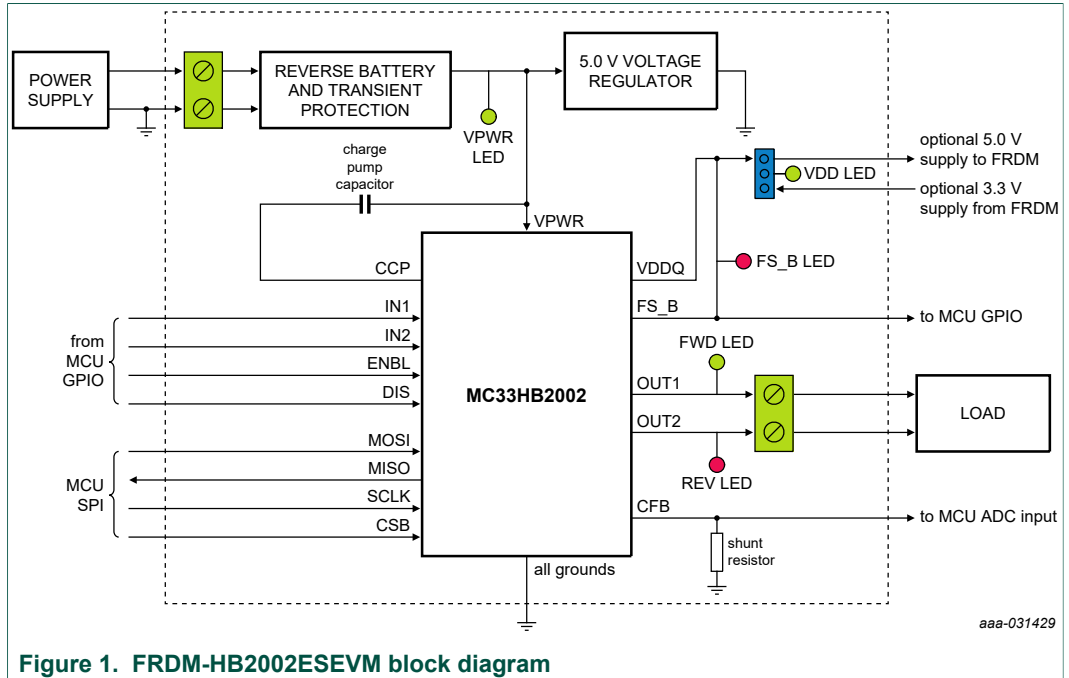 POWER
SUPPLY
REVERSE BATTERY
AND TRANSIENT
PROTECTION
5.0 V VOLTAGE
REGULATOR
VPWR
LED
charge
pump
capacitor
optional 5.0 V
supply to FRDM
VDD LED
optional 3.3 V
supply from FRDM
VPWR
CCP
VDDQ
FS_B LED
IN1
FS_B
to MCU GPIO
from
MCU
GPIO
IN2
ENBL
DIS
FWD LED
OUT1
MC33HB2002
LOAD
OUT2
MOSI
MISO
MCU
SPI
SCLK
CSB
REV LED
CFB
to MCU ADC input
shunt
resistor
all grounds
aaa-031429
Figure 1. FRDM-HB2002ESEVM block diagram